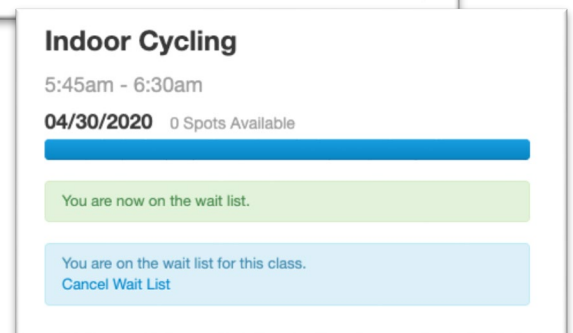 Indoor Cycling
5:45am - 6:30am
04/30/2020 0 Spots Available
You are now on the wait list.
You are on the wait list for this class.
Cancel Wait List